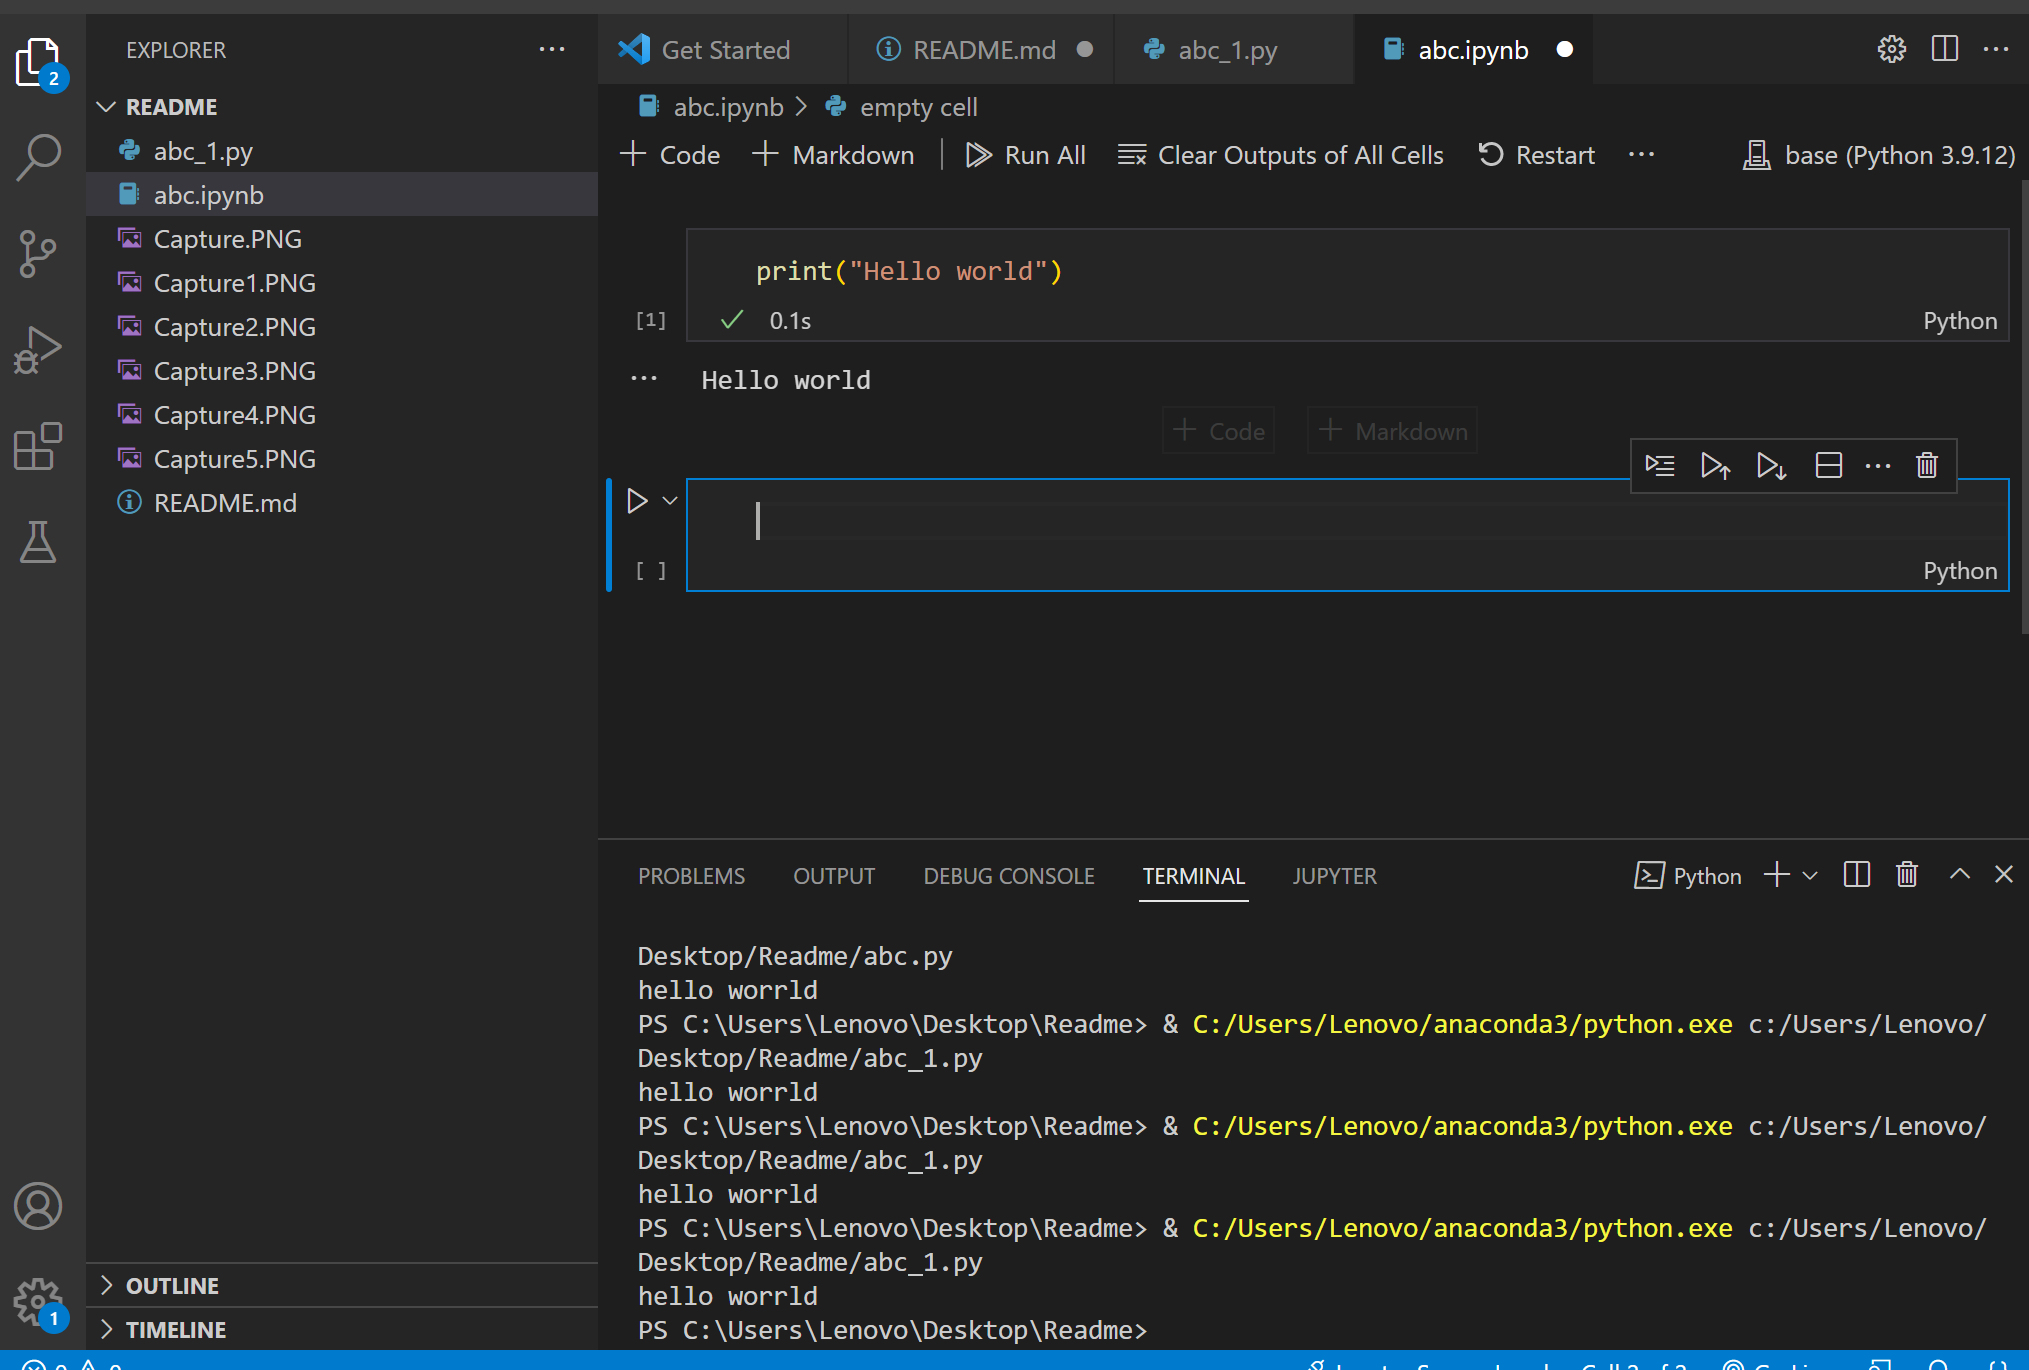 EXPLORER
2
README
abc_1.py
abc.ipynb
Capture.PNG
Capture1.PNG
Capture2.PNG
Capture3.PNG
Capture4.PNG
Capture5.PNG
README.md
OUTLINE
TIMELINE
1
Get Started
README.md
abc_1.py
abc.ipynb
abc.ipynb > empty cell
Code Markdown Run All Clear Outputs of All Cells Restart ... base (Python 3.9.12)
print("Hello world")
[1] 0.1s Python
... Hello world
Code Markdown
[ ] Python
PROBLEMS OUTPUT DEBUG CONSOLE TERMINAL JUPYTER Python
Desktop/Readme/abc.py
hello worrld
PS C:\Users\Lenovo\Desktop\Readme> & C:/Users/Lenovo/anaconda3/python.exe c:/Users/Lenovo/
Desktop/Readme/abc_1.py
hello worrld
PS C:\Users\Lenovo\Desktop\Readme> & C:/Users/Lenovo/anaconda3/python.exe c:/Users/Lenovo/
Desktop/Readme/abc_1.py
hello worrld
PS C:\Users\Lenovo\Desktop\Readme> & C:/Users/Lenovo/anaconda3/python.exe c:/Users/Lenovo/
Desktop/Readme/abc_1.py
hello worrld
PS C:\Users\Lenovo\Desktop\Readme>